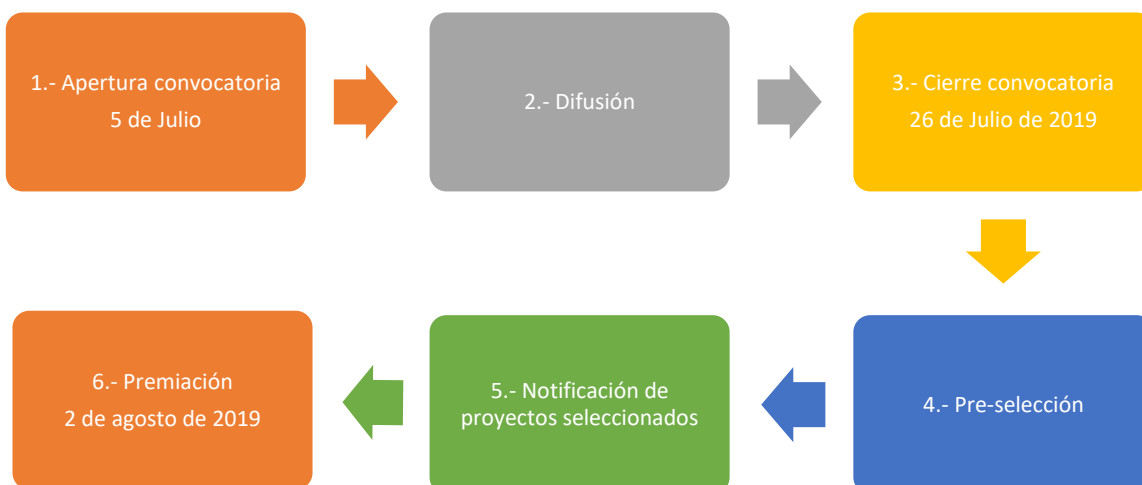 1.- Apertura convocatoria
5 de Julio
2.- Difusión
3.- Cierre convocatoria
26 de Julio de 2019
4.- Pre-selección
5.- Notificación de
proyectos seleccionados
6.- Premiación
2 de agosto de 2019